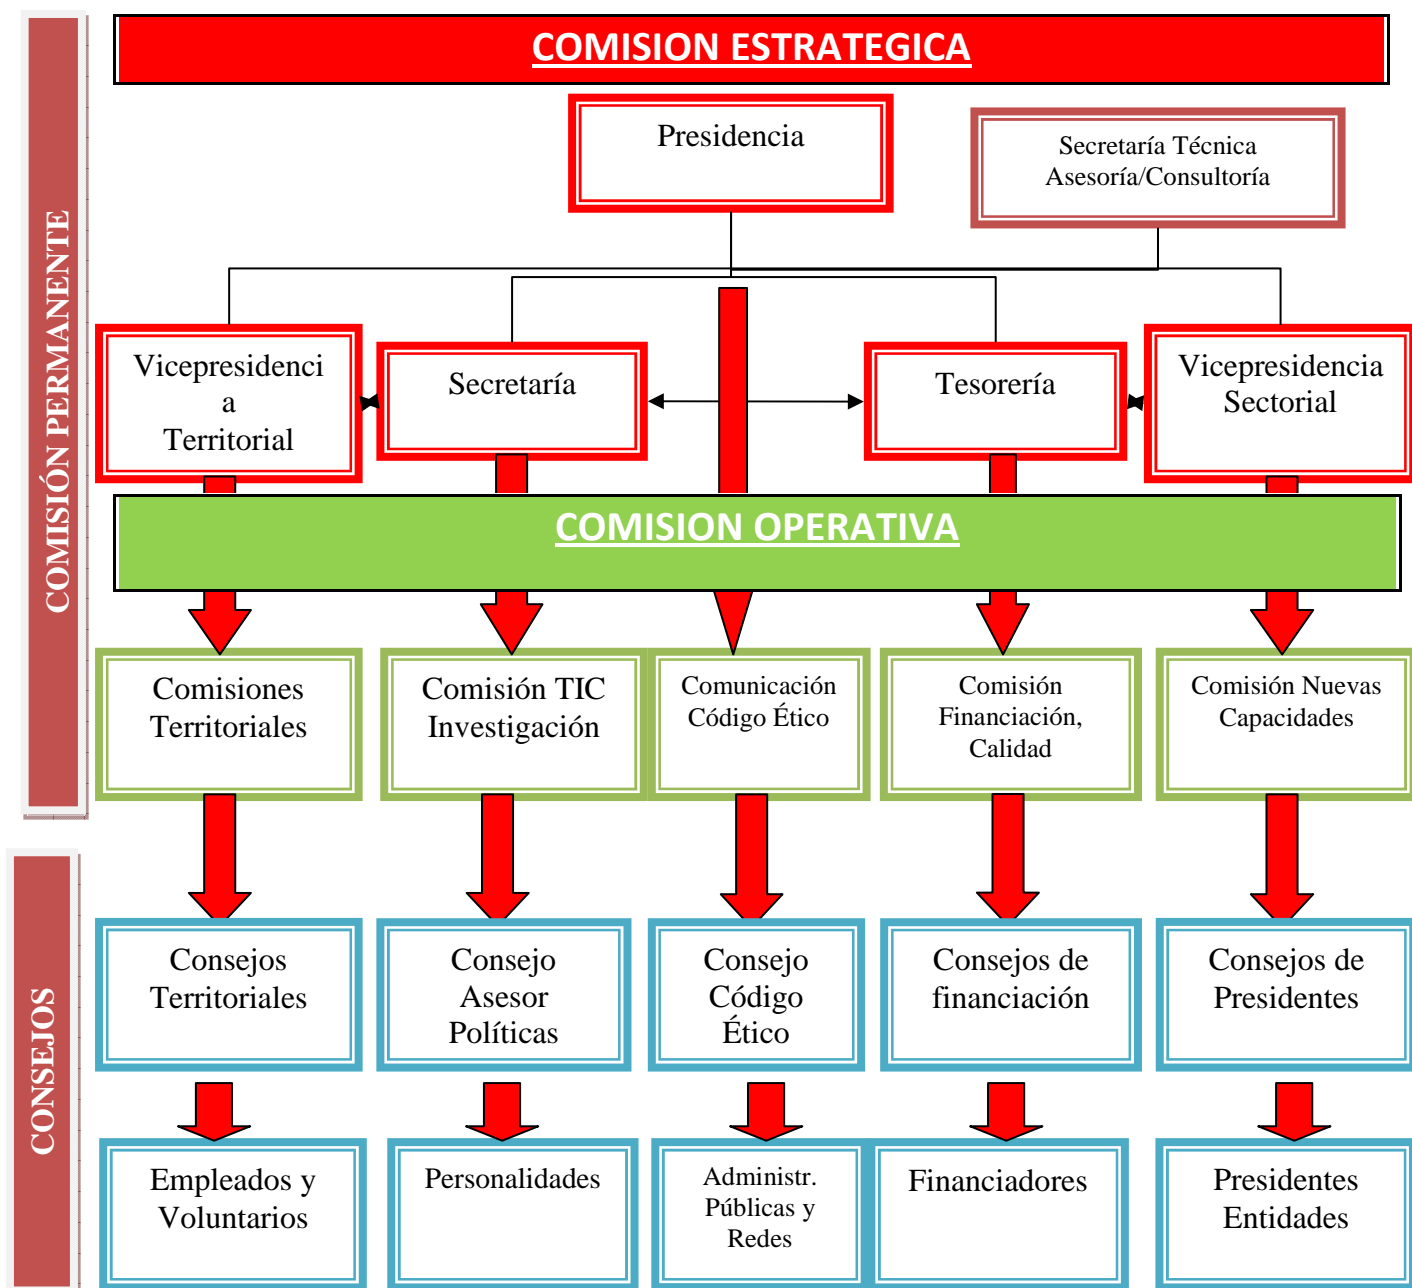 COMISION ESTRATEGICA
COMISIÓN PERMANENTE
Presidencia
Secretaría Técnica
Asesoría/Consultoría
Vicepresidenci
a
Territorial
Secretaría
Tesorería
Vicepresidencia
Sectorial
COMISION OPERATIVA
Comisiones
Territoriales
Comisión TIC
Investigación
Comunicación
Código Ético
Comisión
Financiación,
Calidad
Comisión Nuevas
Capacidades
CONSEJOS
Consejos
Territoriales
Consejo
Asesor
Políticas
Consejo
Código
Ético
Consejos de
financiación
Consejos de
Presidentes
Empleados y
Voluntarios
Personalidades
Administr.
Públicas y
Redes
Financiadores
Presidentes
Entidades